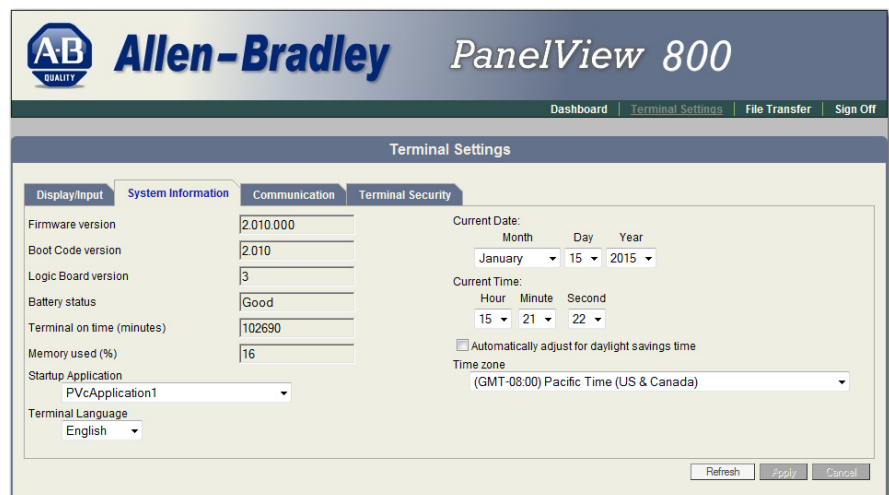 A-B
QUALITY
Allen-Bradley
PanelView 800
Dashboard | Terminal Settings | File Transfer | Sign Off
Terminal Settings
Display/Input System Information Communication Terminal Security
Firmware version 2.010.000
Boot Code version 2.010
Logic Board version 3
Battery status Good
Terminal on time (minutes) 102690
Memory used (%) 16
Startup Application
PVcApplication1
Terminal Language
English
Current Date:
Month Day Year
January 15 2015
Current Time:
Hour Minute Second
15 21 22
Automatically adjust for daylight savings time
Time zone
(GMT-08:00) Pacific Time (US & Canada)
Refresh Apply Cancel